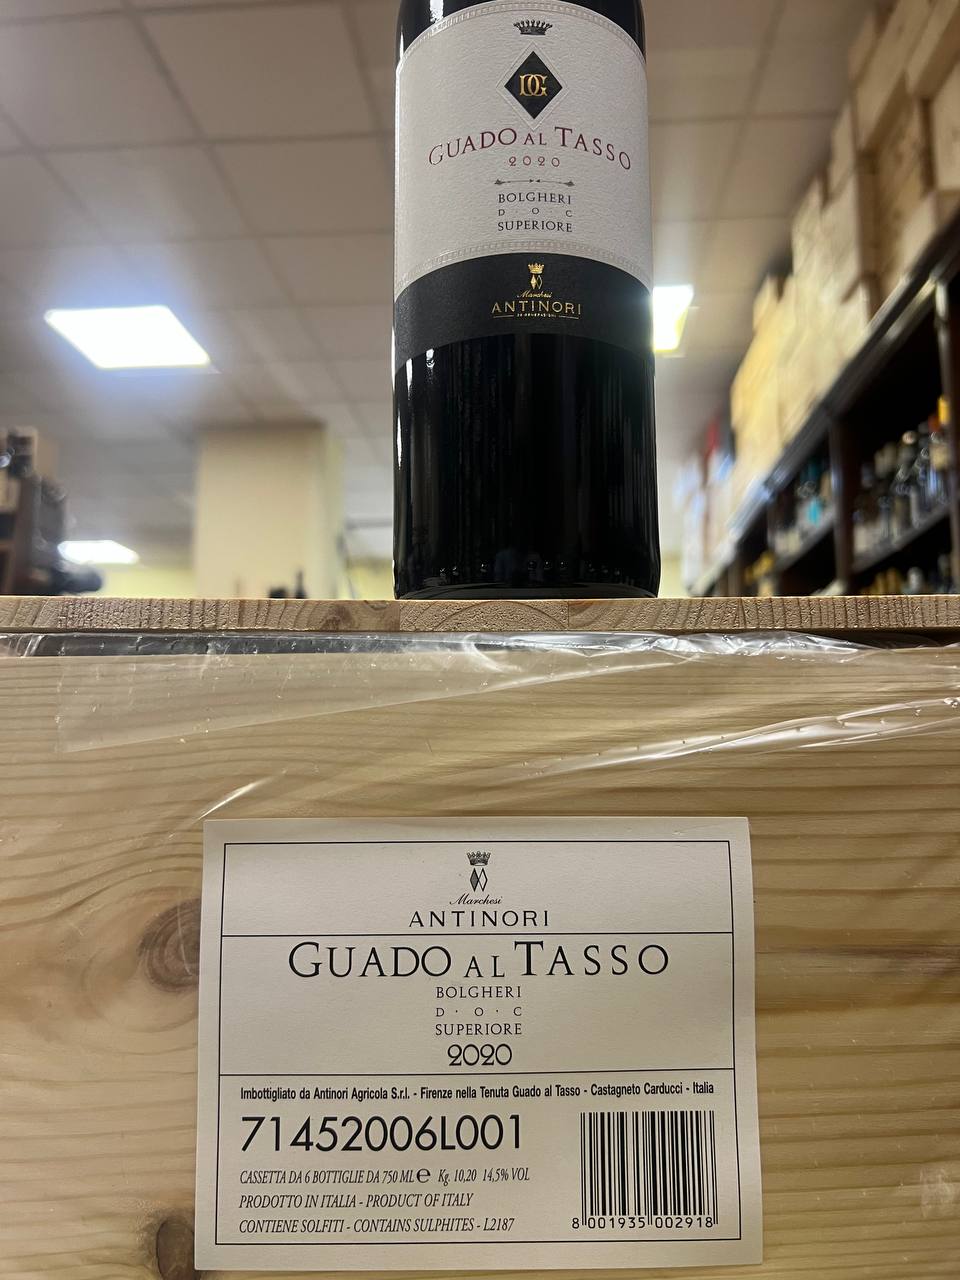 DG
GUADO AL TASSO
2020
BOLGHERI
D O C
SUPERIORE
Marchesi
ANTINORI
Marchesi
ANTINORI
GUADO AL TASSO
BOLGHERI
D · O · C
SUPERIORE
2020
Imbottigliato da Antinori Agricola S.r.l. - Firenze nella Tenuta Guado al Tasso - Castagneto Carducci - Italia
71452006L001
CASSETTA DA 6 BOTTIGLIE DA 750 ML e Kg. 10,20 14,5% VOL
PRODOTTO IN ITALIA - PRODUCT OF ITALY
CONTIENE SOLFITI - CONTAINS SULPHITES - L2187
8 001935 002918